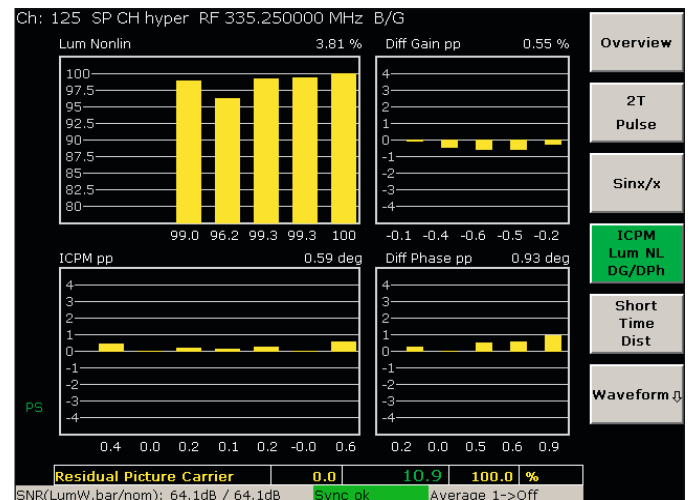 Ch: 125 SP CH hyper RF 335.250000 MHz B/G
Lum Nonlin 3.81 %
100
97.5
95
92.5
90
87.5
85
82.5
80
99.0 96.2 99.3 99.3 100
Diff Gain pp 0.55 %
4
3
2
1
0
-1
-2
-3
-4
-0.1 -0.4 -0.6 -0.5 -0.2
ICPM pp 0.59 deg
4
3
2
1
0
-1
-2
-3
-4
0.4 0.0 0.2 0.1 0.2 -0.0 0.6
Diff Phase pp 0.93 deg
4
3
2
1
0
-1
-2
-3
-4
0.2 0.0 0.5 0.6 0.9
PS
Residual Picture Carrier 0.0 10.9 100.0 %
SNR(LumW,bar/nom): 64.1dB / 64.1dB Sync ok Average 1->Off
Overview
2T
Pulse
Sinx/x
ICPM
Lum NL
DG/DPh
Short
Time
Dist
Waveform ⇩